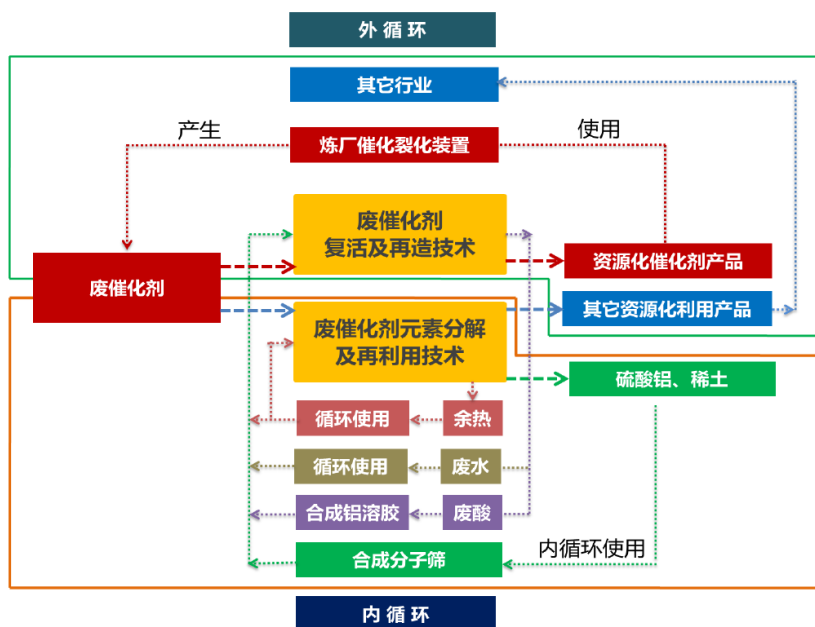 外循环
其它行业
产生
炼厂催化裂化装置
使用
废催化剂
复活及再造技术
废催化剂
资源化催化剂产品
其它资源化利用产品
废催化剂元素分解
及再利用技术
硫酸铝、稀土
循环使用
余热
循环使用
废水
合成铝溶胶
废酸
合成分子筛
内循环使用
内循环